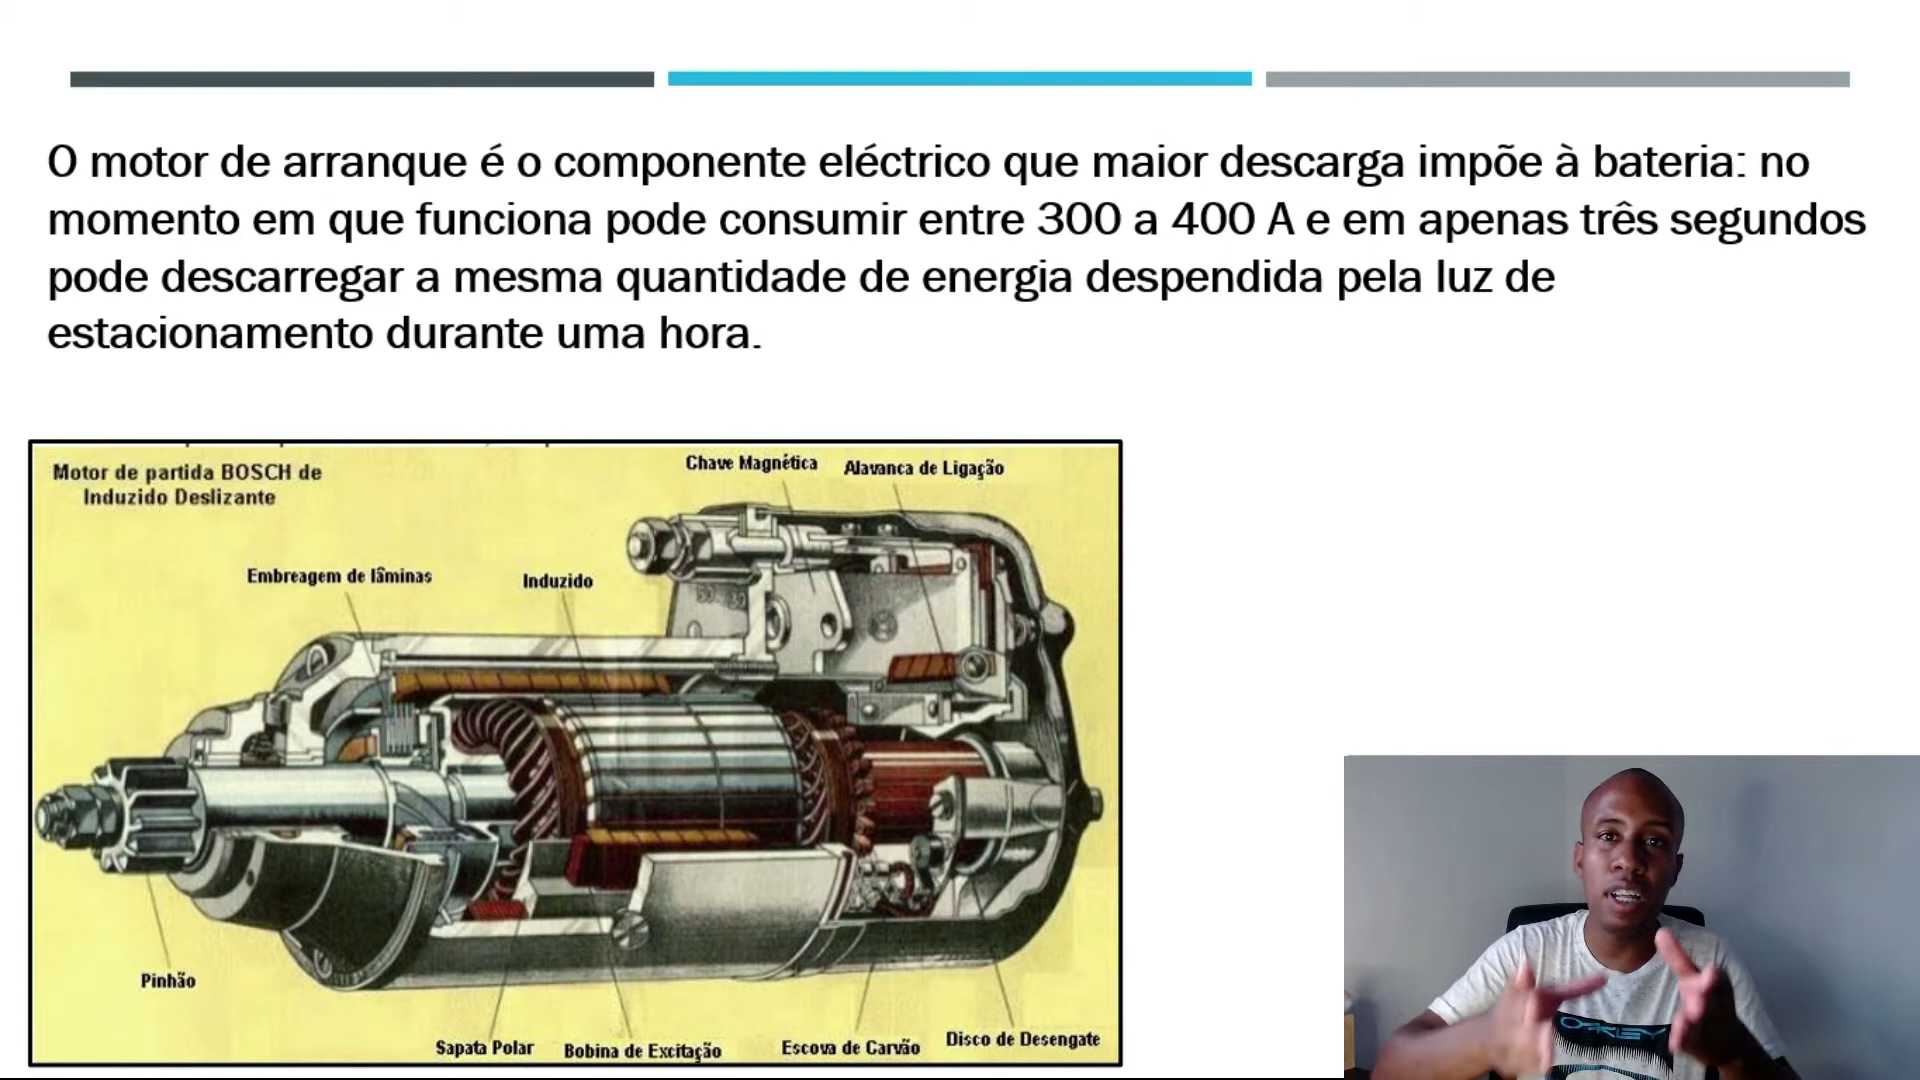 O motor de arranque é o componente eléctrico que maior descarga impõe à bateria: no
momento em que funciona pode consumir entre 300 a 400 A e em apenas três segundos
pode descarregar a mesma quantidade de energia despendida pela luz de
estacionamento durante uma hora.
Motor de partida BOSCH de
Induzido Deslizante
Chave Magnética
Alavanca de Ligação
Embreagem de lâminas
Induzido
50 30
Pinhão
Sapata Polar
Bobina de Excitação
Escova de Carvão
Disco de Desengate
OAKLEY